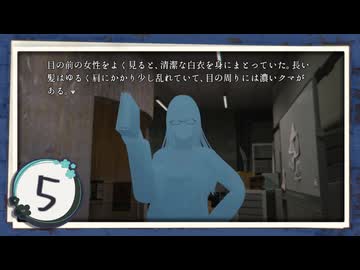 目の前の女性をよく見ると、清潔な白衣を身にまとっていた。長い
髪はゆるく肩にかかり少し乱れていて、目の周りには濃いクマが
ある。
5